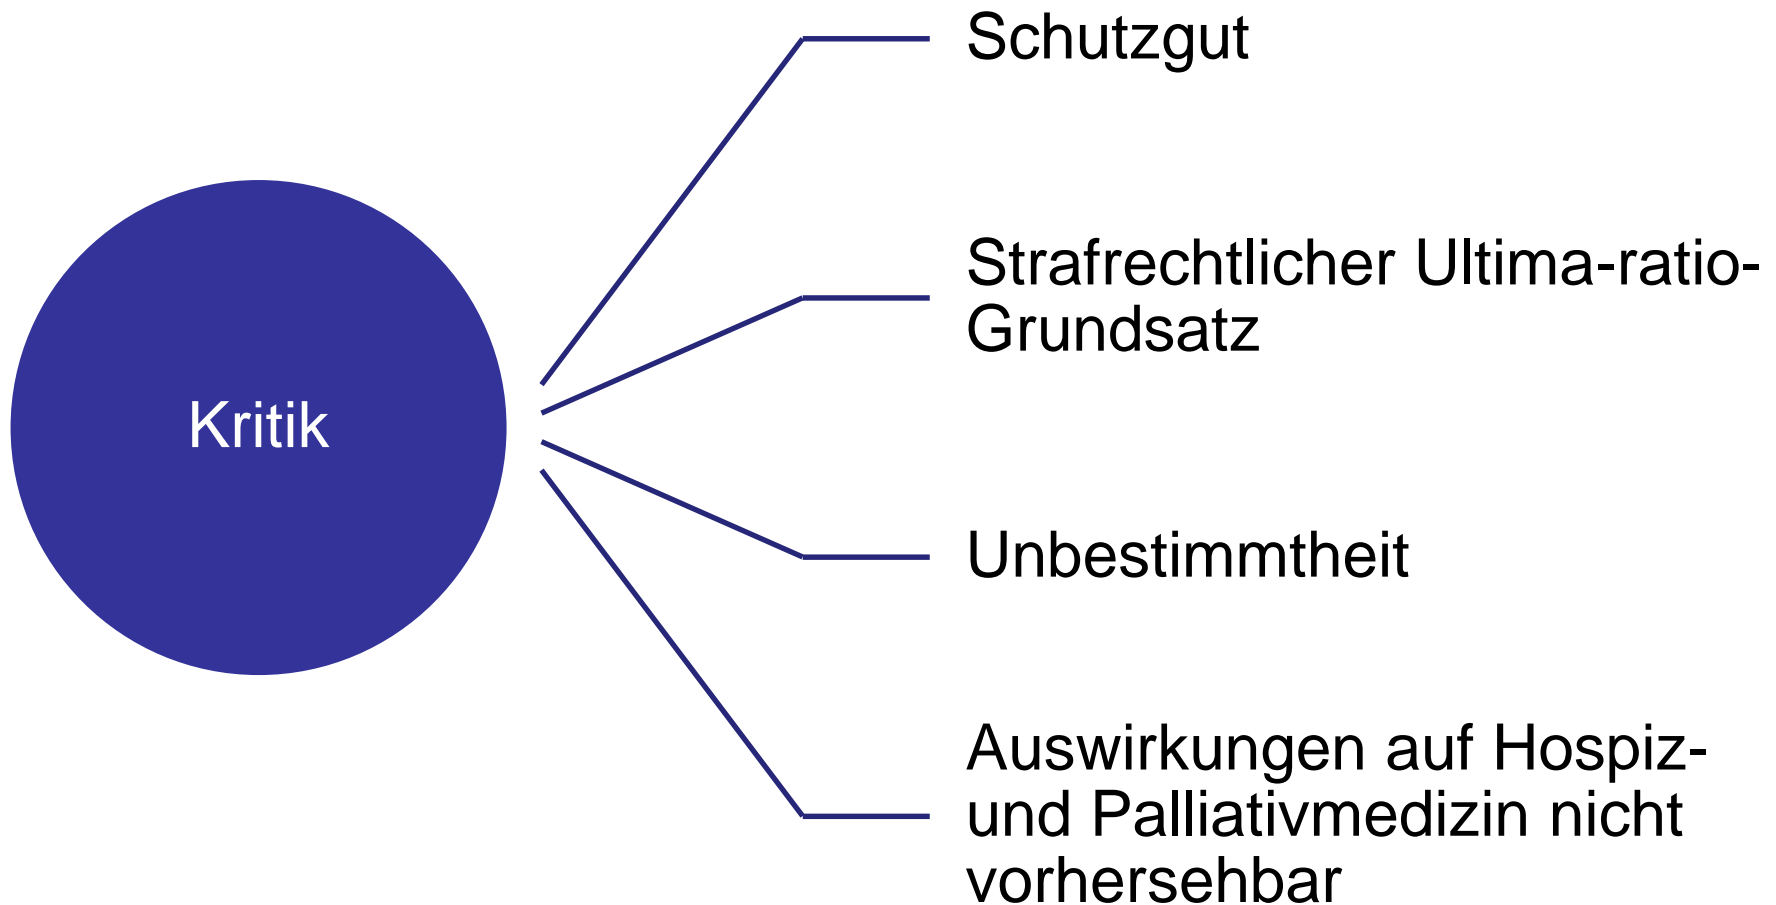 Kritik
Schutzgut
Strafrechtlicher Ultima-ratio-
Grundsatz
Unbestimmtheit
Auswirkungen auf Hospiz-
und Palliativmedizin nicht
vorhersehbar